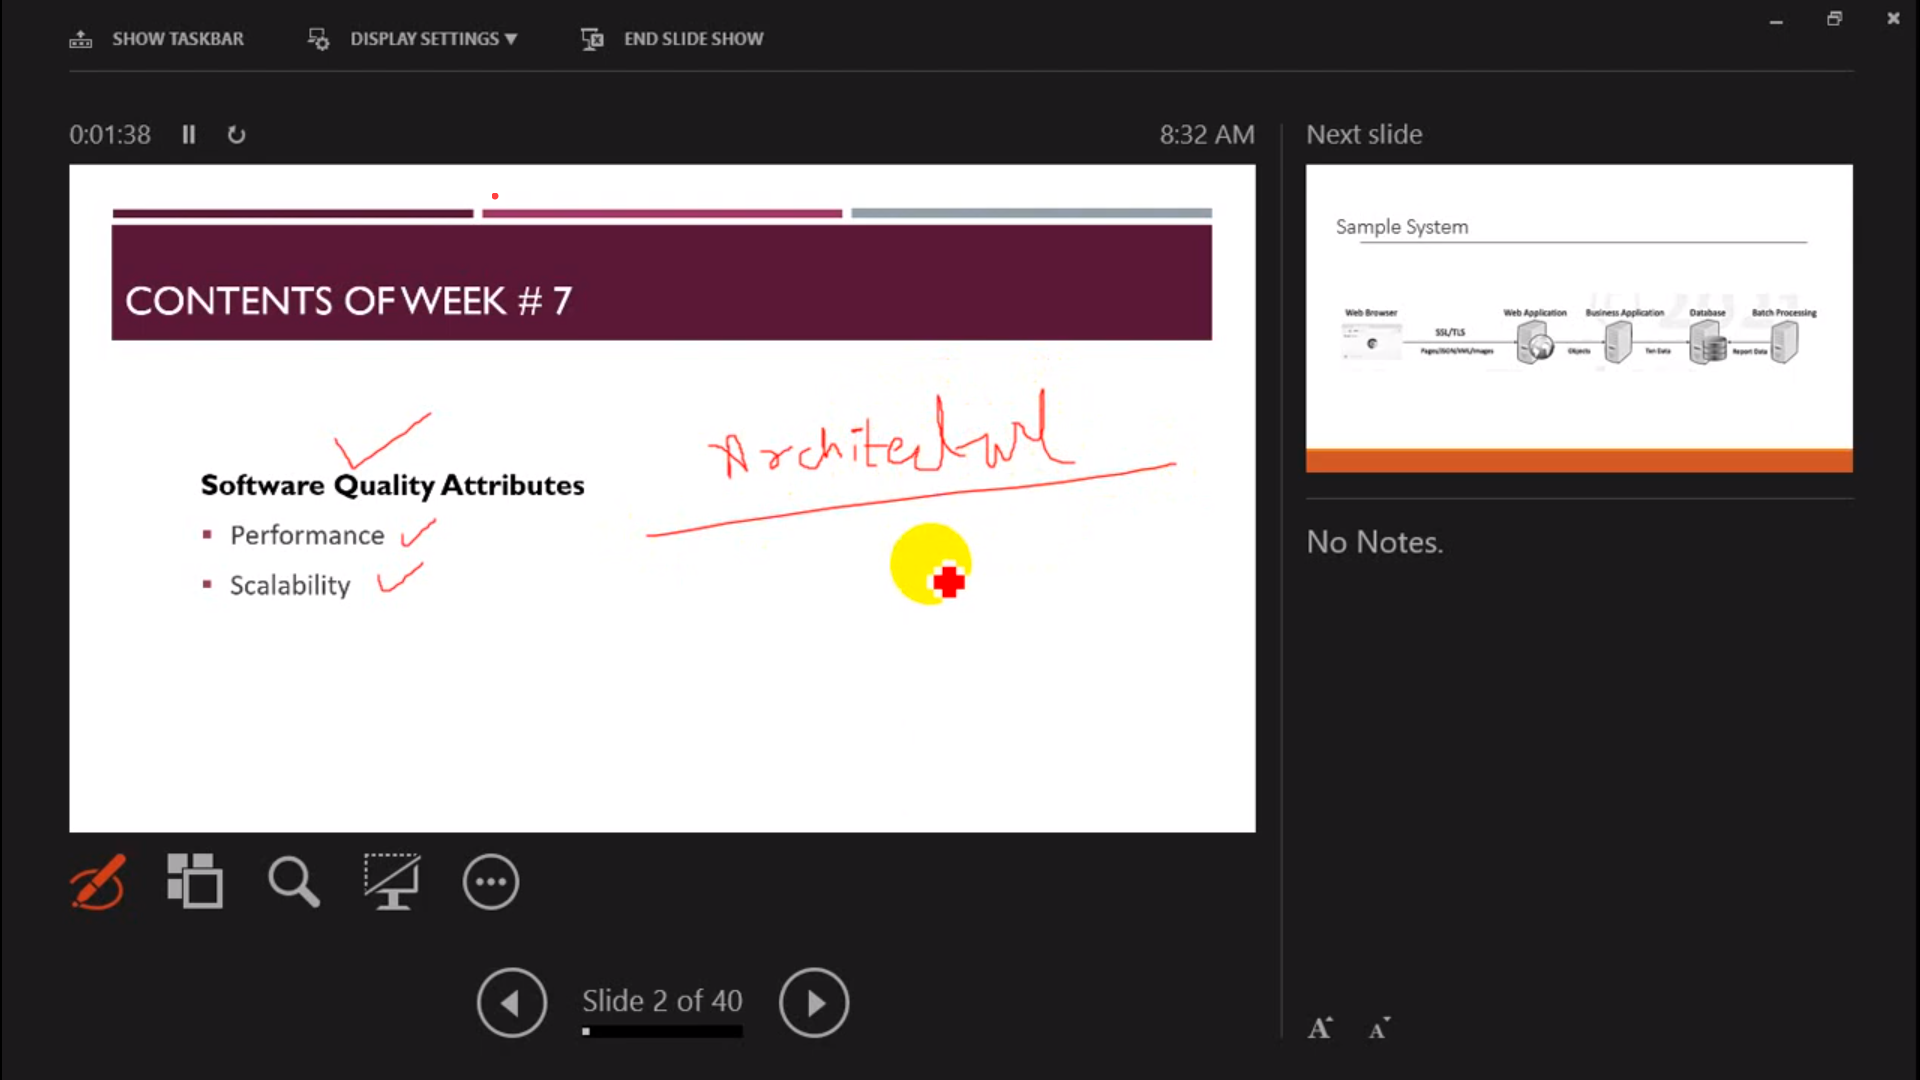 SHOW TASKBAR
DISPLAY SETTINGS ▼
END SLIDE SHOW
0:01:38
8:32 AM
CONTENTS OF WEEK # 7
Architectural
Software Quality Attributes
▪ Performance
▪ Scalability
Next slide
Sample System
Web Browser
Web Application
Business Application
Database
Batch Processing
SSL/TLS
Pages/JSON/XML/Images
Objects
Text Data
Report Data
No Notes.
Slide 2 of 40
A A